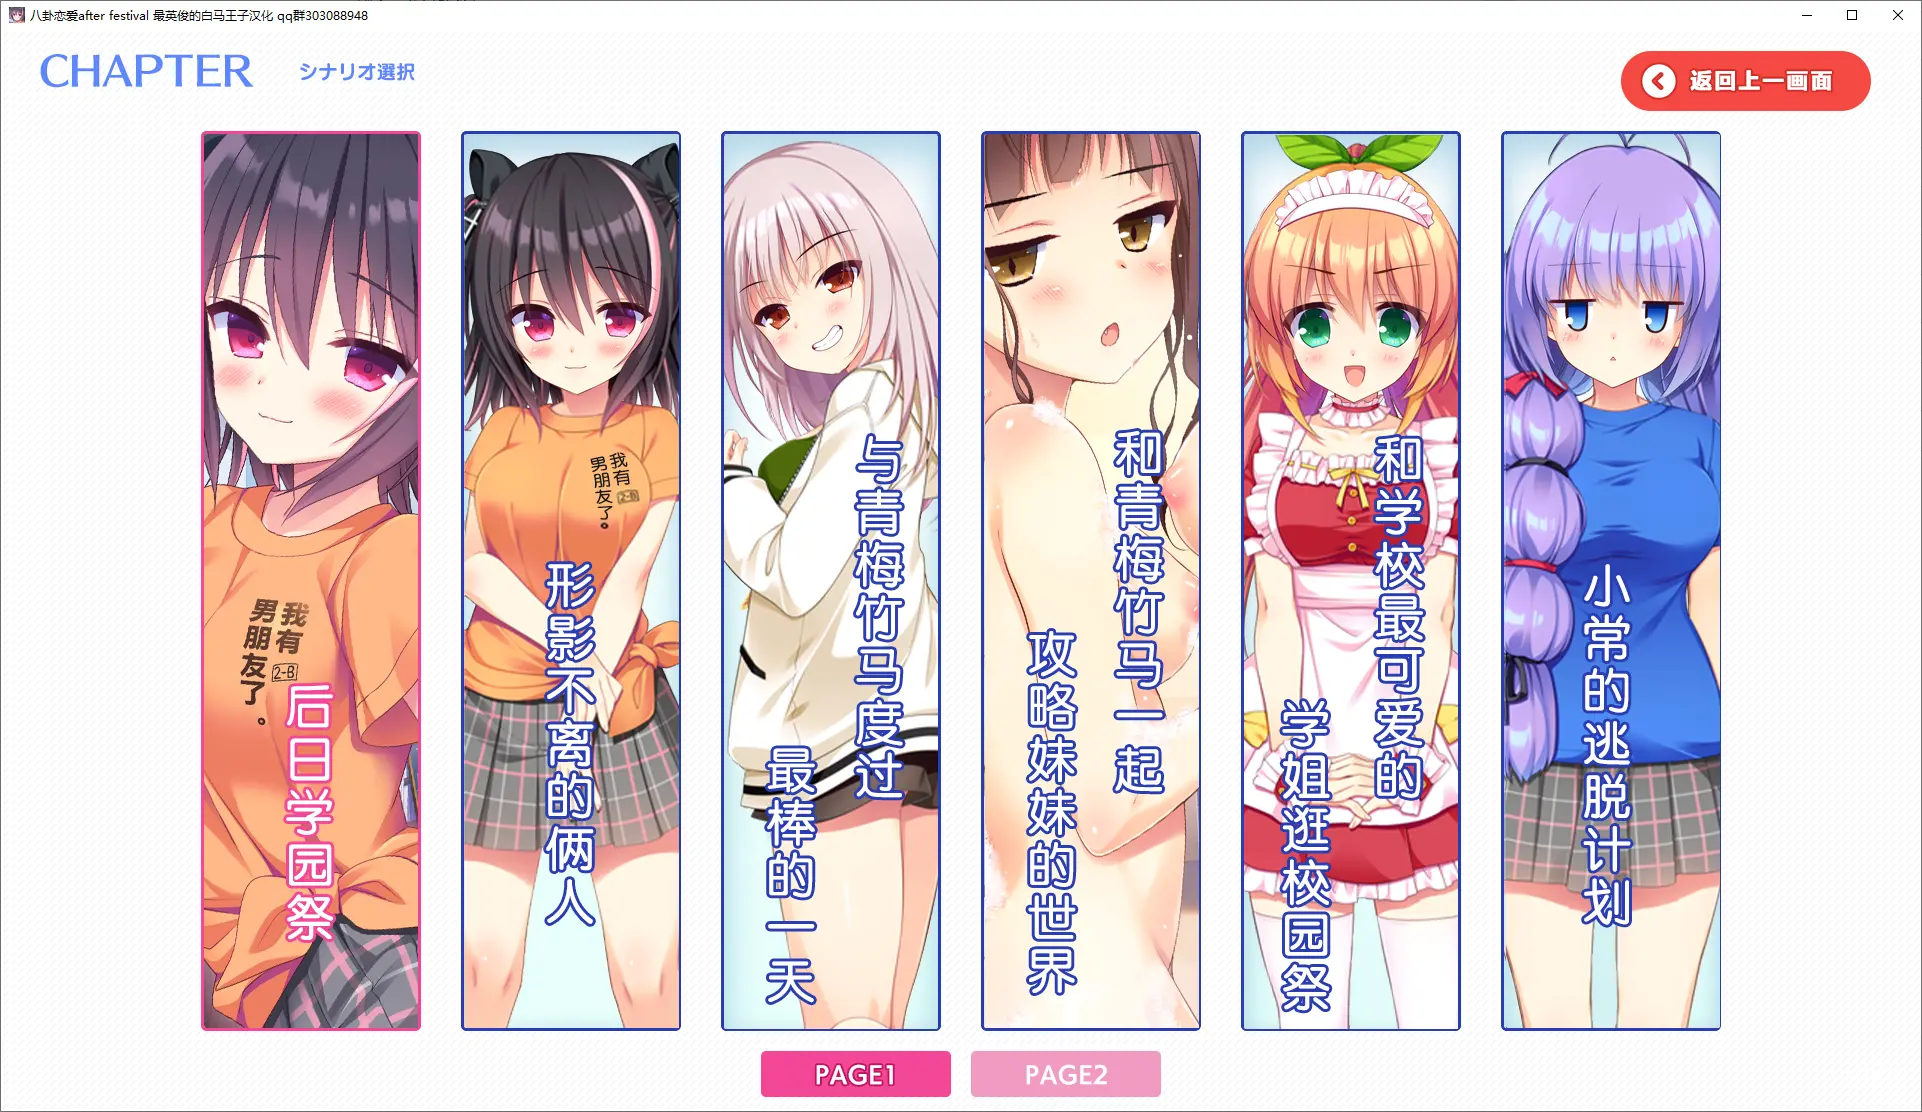 八卦恋爱after festival 最英俊的白马王子汉化 qq群303088948
CHAPTER
シナリオ選択
返回上一画面
我有
男朋友了。
2-B
后日学园祭
我有
男朋友了。
2-B
形影不离的俩人
与青梅竹马度过
最棒的一天
和青梅竹马一起
攻略妹妹的世界
和学校最可爱的
学姐逛校园祭
小常的逃脱计划
PAGE1
PAGE2